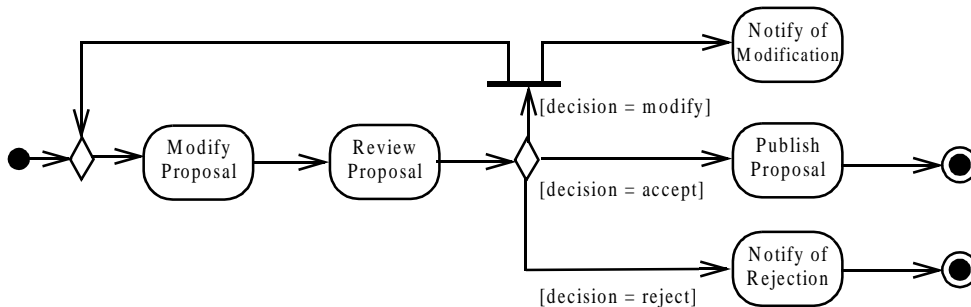 Notify of
Modification
[decision = modify]
Modify
Proposal
Review
Proposal
Publish
Proposal
[decision = accept]
Notify of
Rejection
[decision = reject]